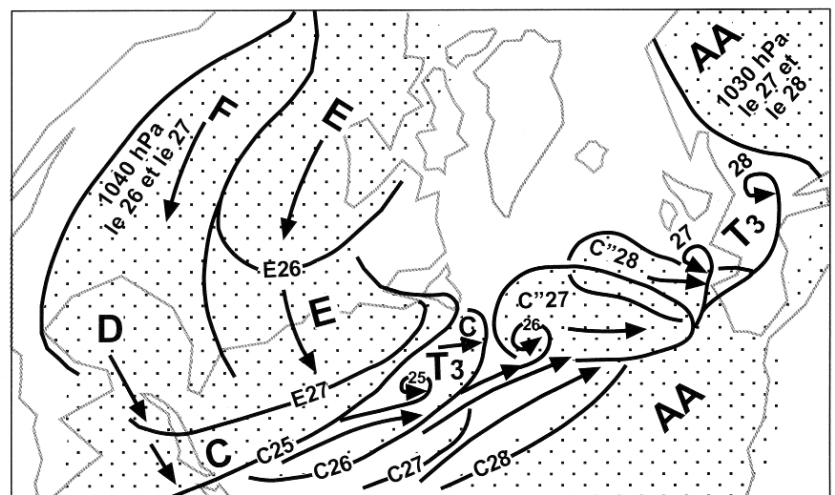 AA
1030 hPa
le 27 et
le 28
F
E
1040 hPa
le 26 et le 27
28
T3
27
C"28
E26
C"27
E
D
C
26
T3
25
E27
AA
C
C25
C26
C27
C28